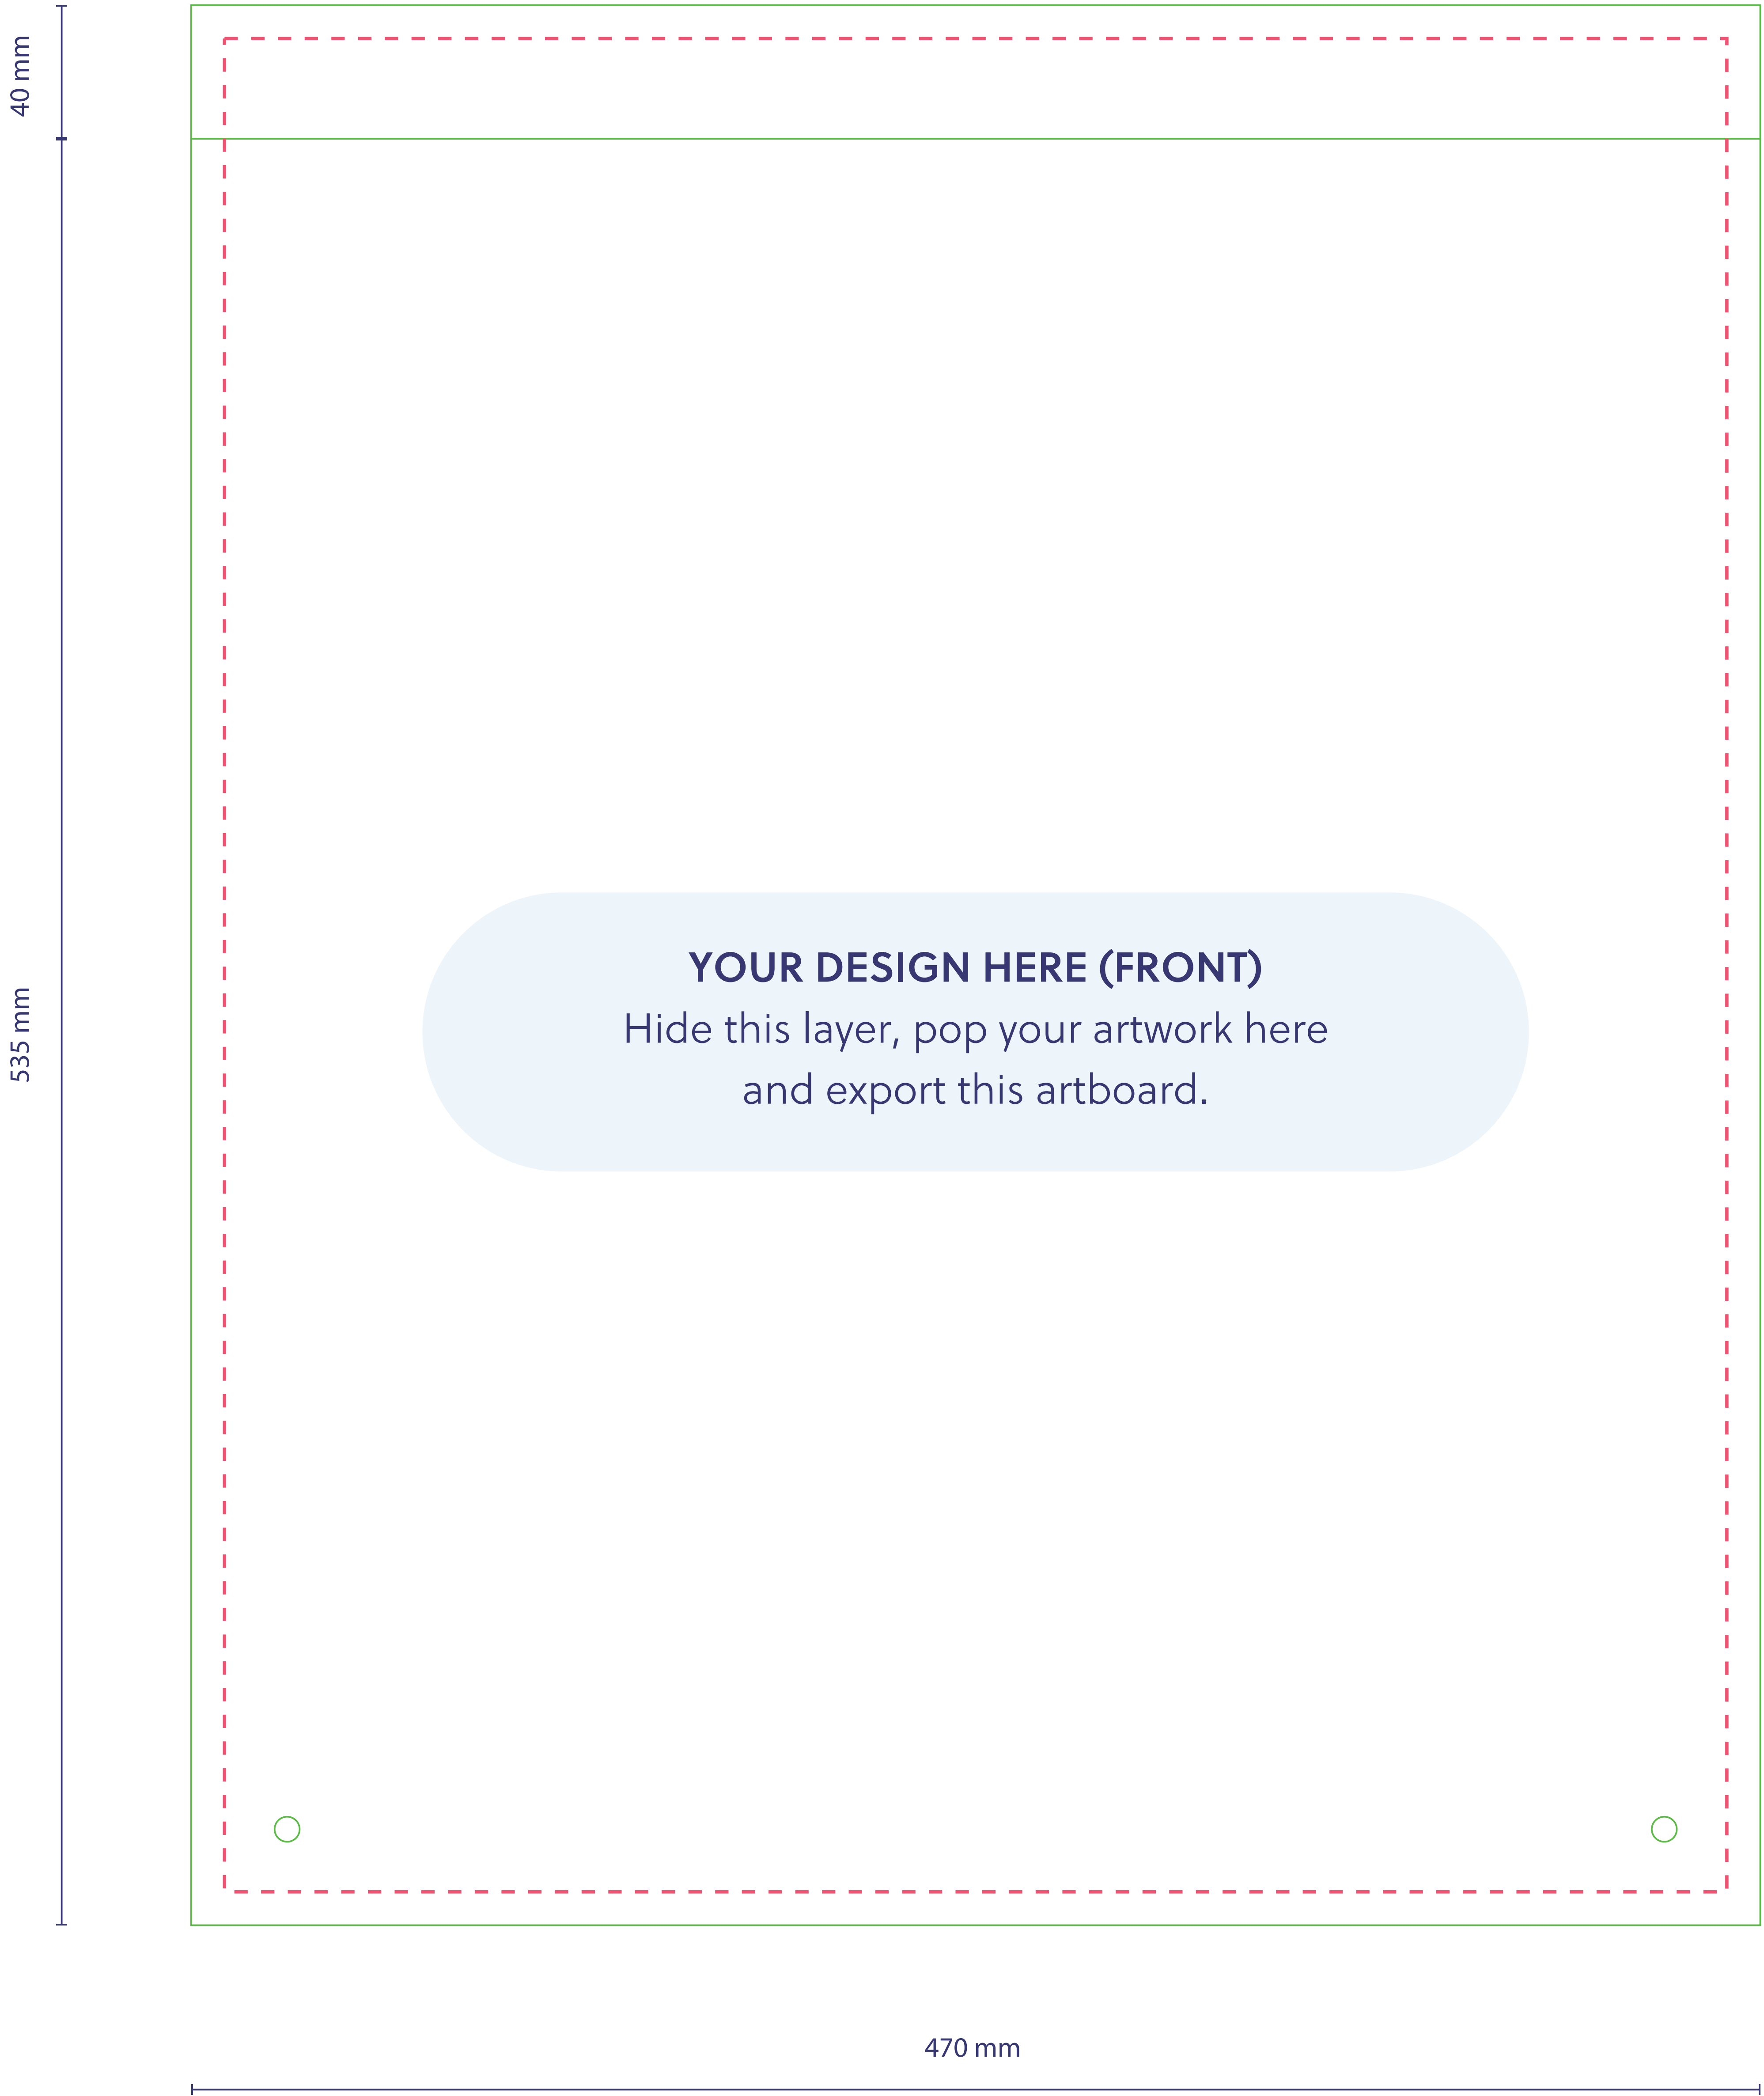 40 mm
535 mm
YOUR DESIGN HERE (FRONT)
Hide this layer, pop your artwork here
and export this artboard.
470 mm